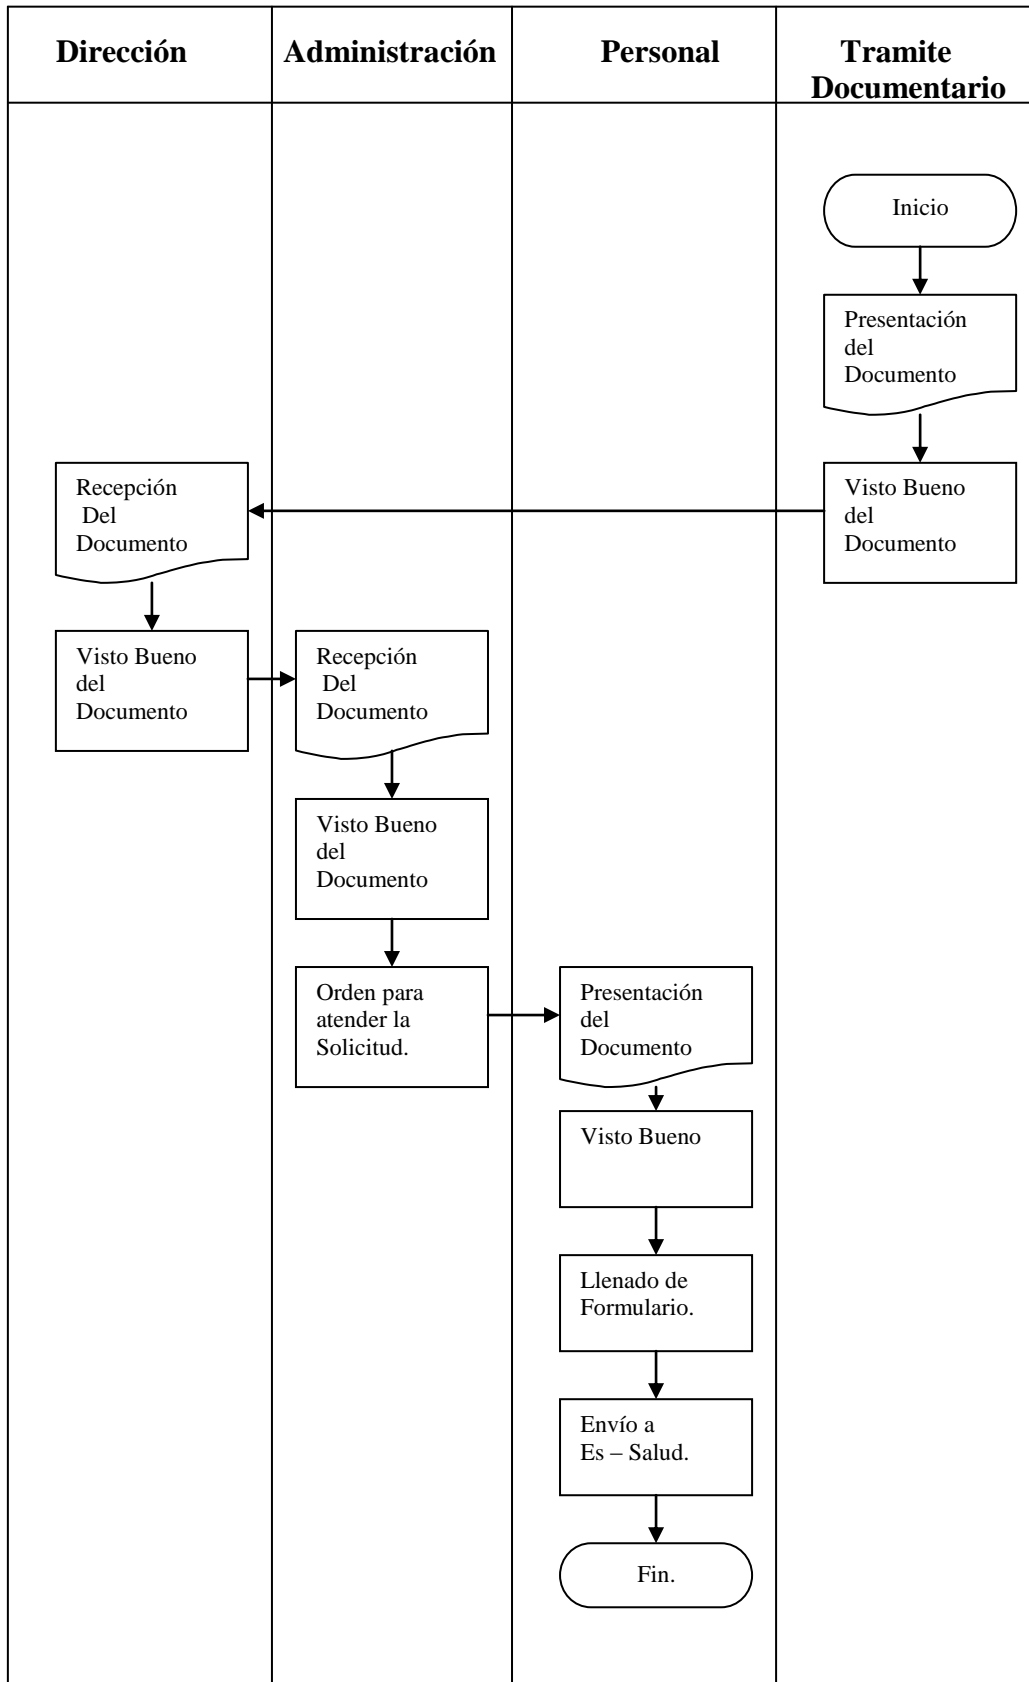 Dirección
Administración
Personal
Tramite
Documentario
Inicio
Presentación
del
Documento
Visto Bueno
del
Documento
Recepción
Del
Documento
Visto Bueno
del
Documento
Recepción
Del
Documento
Visto Bueno
del
Documento
Orden para
atender la
Solicitud.
Presentación
del
Documento
Visto Bueno
Llenado de
Formulario.
Envío a
Es – Salud.
Fin.